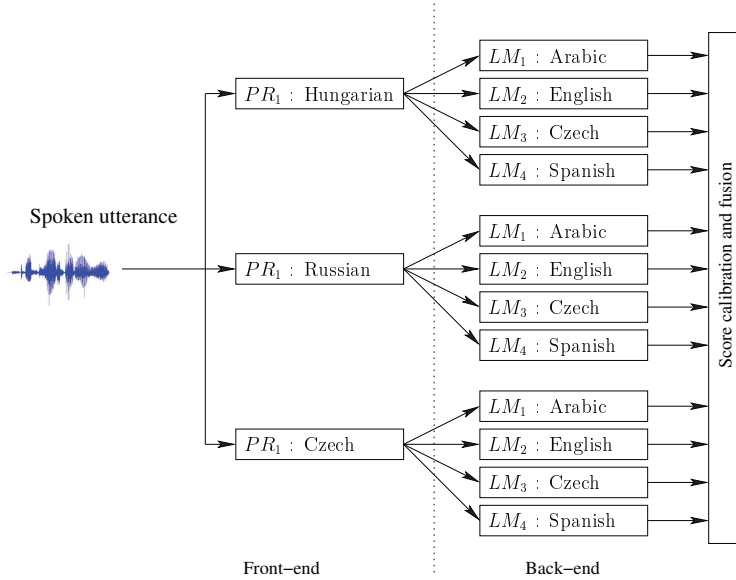 Spoken utterance
PR₁ : Hungarian
LM₁ : Arabic
LM₂ : English
LM₃ : Czech
LM₄ : Spanish
PR₁ : Russian
LM₁ : Arabic
LM₂ : English
LM₃ : Czech
LM₄ : Spanish
PR₁ : Czech
LM₁ : Arabic
LM₂ : English
LM₃ : Czech
LM₄ : Spanish
Score calibration and fusion
Front−end
Back−end